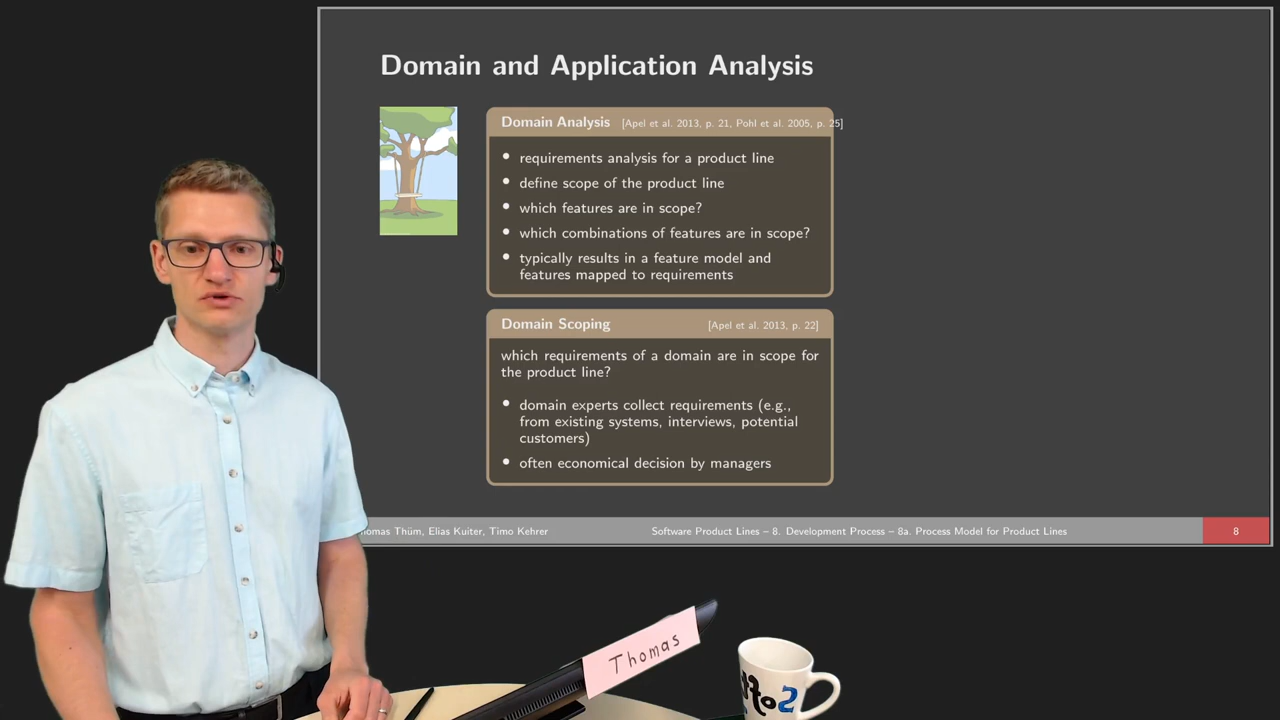 Domain and Application Analysis
Domain Analysis [Apel et al. 2013, p. 21, Pohl et al. 2005, p. 25]
• requirements analysis for a product line
• define scope of the product line
• which features are in scope?
• which combinations of features are in scope?
• typically results in a feature model and
features mapped to requirements
Domain Scoping [Apel et al. 2013, p. 22]
which requirements of a domain are in scope for
the product line?
• domain experts collect requirements (e.g.,
from existing systems, interviews, potential
customers)
• often economical decision by managers
Thüm, Elias Kuiter, Timo Kehrer
Software Product Lines – 8. Development Process – 8a. Process Model for Product Lines
8
Thomas